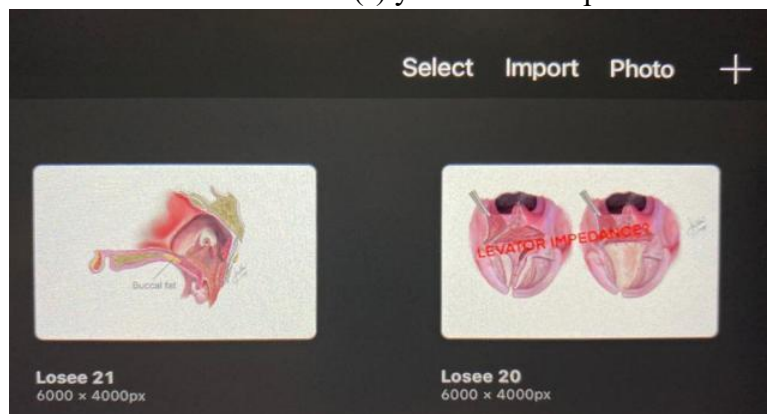 Select Import Photo
Buccal fat
LEVATOR IMPEDANCE?
Losee 21
6000 × 4000px
Losee 20
6000 × 4000px